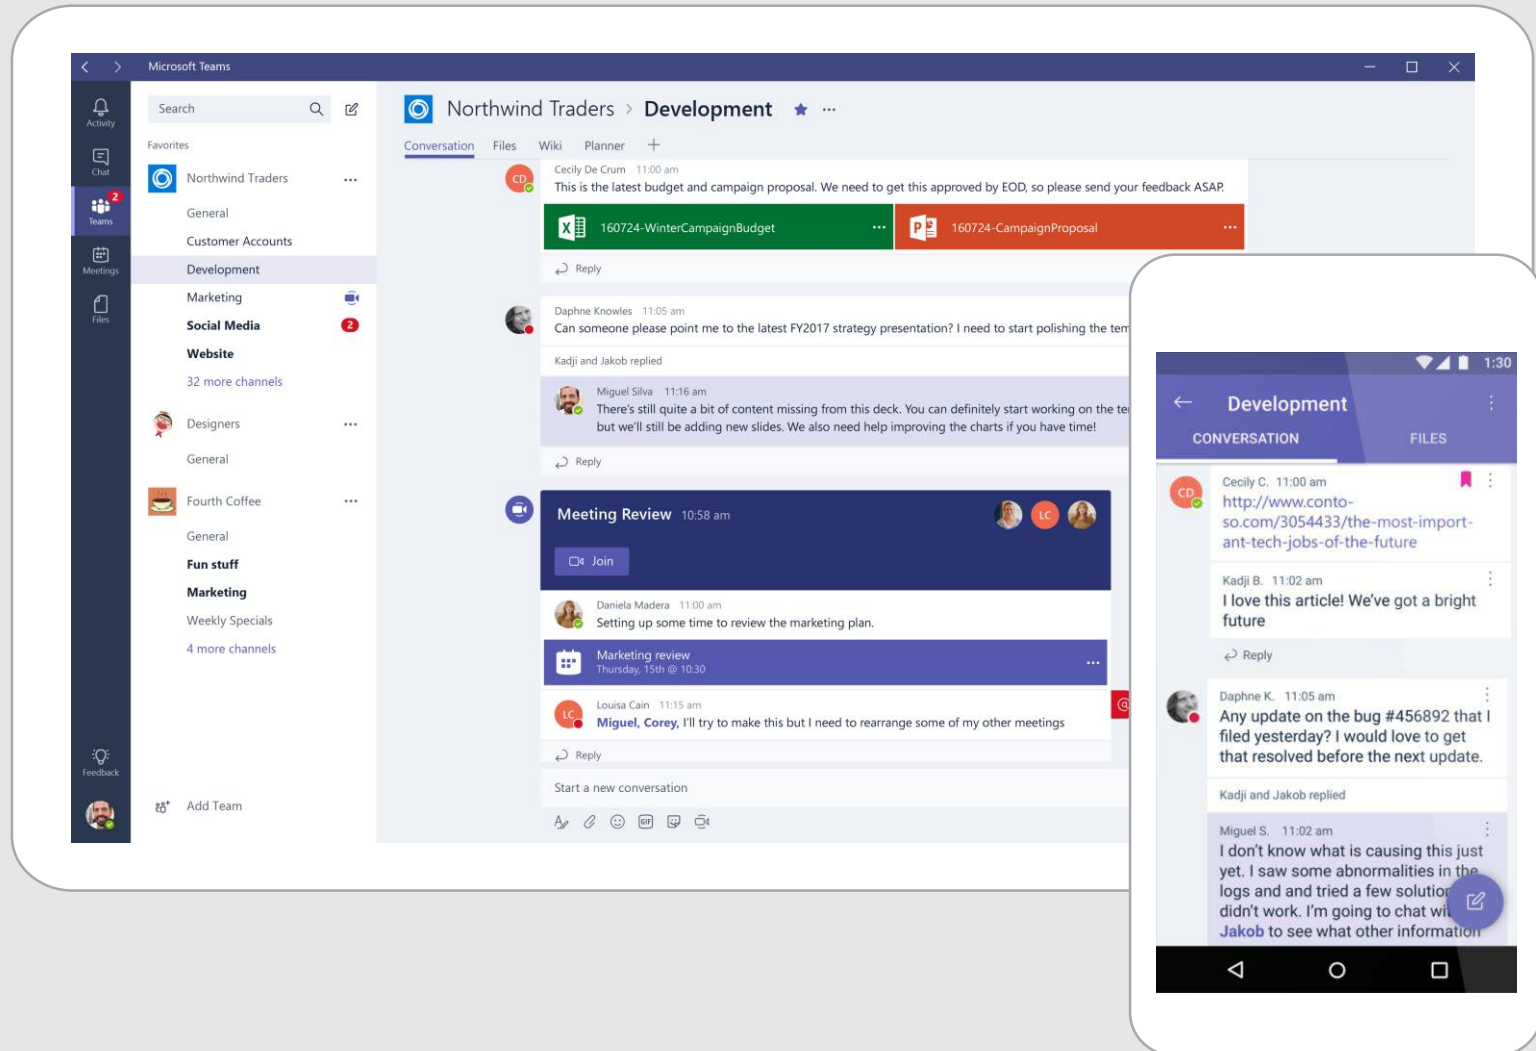 Microsoft Teams
Activity
Chat
2
Teams
Meetings
Files
Feedback
Search
Favorites
Northwind Traders
General
Customer Accounts
Development
Marketing
Social Media 2
Website
32 more channels
Designers
General
Fourth Coffee
General
Fun stuff
Marketing
Weekly Specials
4 more channels
Add Team
Northwind Traders > Development
Conversation Files Wiki Planner
CD
Cecily De Crum 11:00 am
This is the latest budget and campaign proposal. We need to get this approved by EOD, so please send your feedback ASAP.
160724-WinterCampaignBudget
160724-CampaignProposal
Reply
Daphne Knowles 11:05 am
Can someone please point me to the latest FY2017 strategy presentation? I need to start polishing the tem
Kadji and Jakob replied
Miguel Silva 11:16 am
There's still quite a bit of content missing from this deck. You can definitely start working on the te
but we'll still be adding new slides. We also need help improving the charts if you have time!
Reply
Meeting Review 10:58 am
LC
Join
Daniela Madera 11:00 am
Setting up some time to review the marketing plan.
Marketing review
Thursday, 15th @ 10:30
LC
Louisa Cain 11:15 am
Miguel, Corey, I'll try to make this but I need to rearrange some of my other meetings
@
Reply
Start a new conversation
GIF
1:30
Development
CONVERSATION FILES
CD
Cecily C. 11:00 am
http://www.conto-
so.com/3054433/the-most-import-
ant-tech-jobs-of-the-future
Kadji B. 11:02 am
I love this article! We've got a bright
future
Reply
Daphne K. 11:05 am
Any update on the bug #456892 that I
filed yesterday? I would love to get
that resolved before the next update.
Kadji and Jakob replied
Miguel S. 11:02 am
I don't know what is causing this just
yet. I saw some abnormalities in the
logs and and tried a few solution
didn't work. I'm going to chat wi
Jakob to see what other information